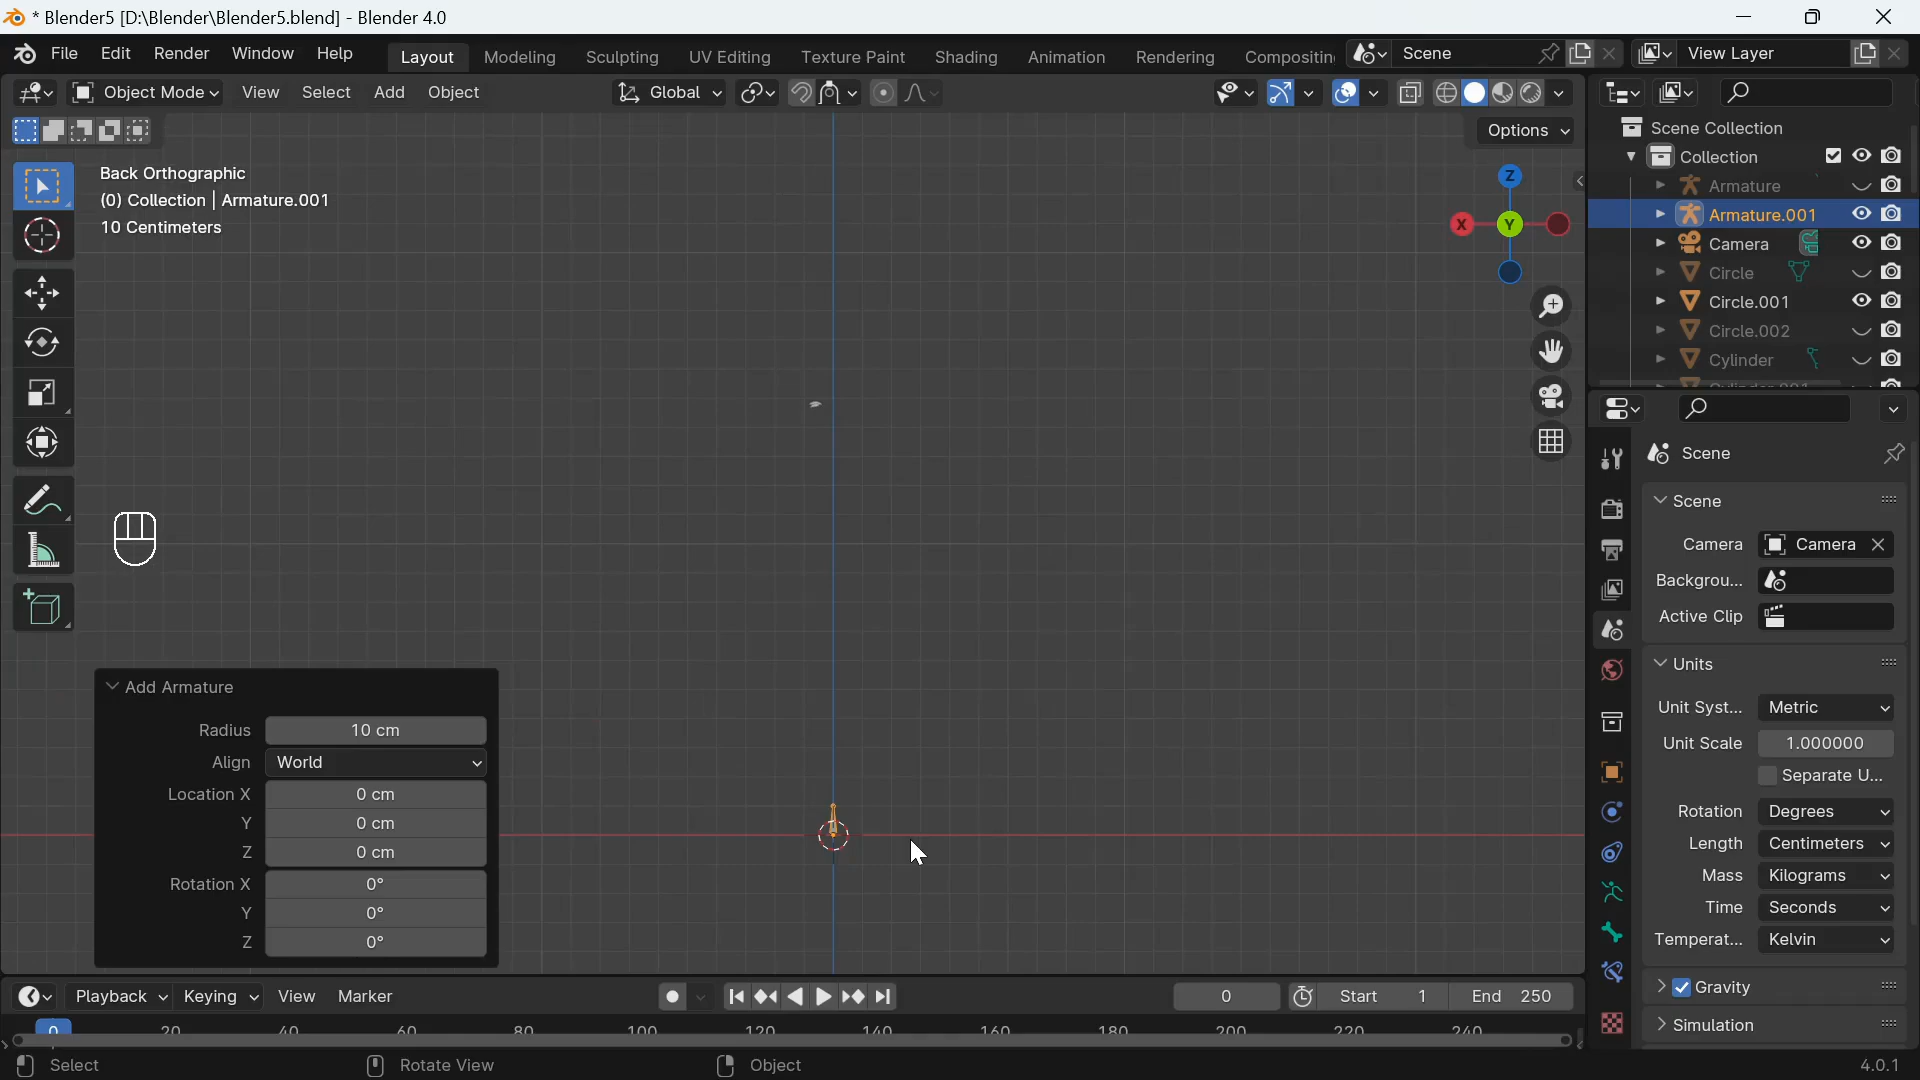 * Blender5 [D:\Blender\Blender5.blend] - Blender 4.0
File Edit Render Window Help Layout Modeling Sculpting UV Editing Texture Paint Shading Animation Rendering Compositin Scene View Layer
Object Mode View Select Add Object Global
Options
Back Orthographic
(0) Collection | Armature.001
10 Centimeters
Z
X
Y
Scene Collection
Collection
Armature
Armature.001
Camera
Circle
Circle.001
Circle.002
Cylinder
Scene
Scene
Camera Camera
Backgrou...
Active Clip
Units
Unit Syst... Metric
Unit Scale 1.000000
Separate U...
Rotation Degrees
Length Centimeters
Mass Kilograms
Time Seconds
Temperat... Kelvin
Gravity
Simulation
Add Armature
Radius 10 cm
Align World
Location X 0 cm
Y 0 cm
Z 0 cm
Rotation X 0°
Y 0°
Z 0°
Playback Keying View Marker 0 Start 1 End 250
0 20 40 60 80 100 120 140 160 180 200 220 240
Select Rotate View Object 4.0.1